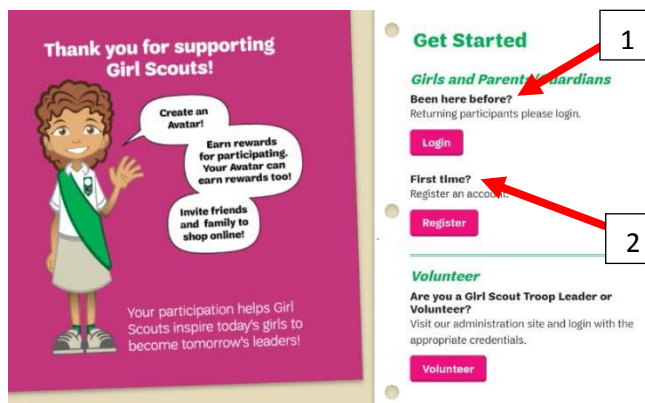 Thank you for supporting
Girl Scouts!
Create an
Avatar!
Earn rewards
for participating.
Your Avatar can
earn rewards too!
Invite friends
and family to
shop online!
Your participation helps Girl
Scouts inspire today's girls to
become tomorrow's leaders!
Get Started
1
Girls and Parents/Guardians
Been here before?
Returning participants please login.
Login
First time?
Register an account.
Register
2
Volunteer
Are you a Girl Scout Troop Leader or
Volunteer?
Visit our administration site and login with the
appropriate credentials.
Volunteer